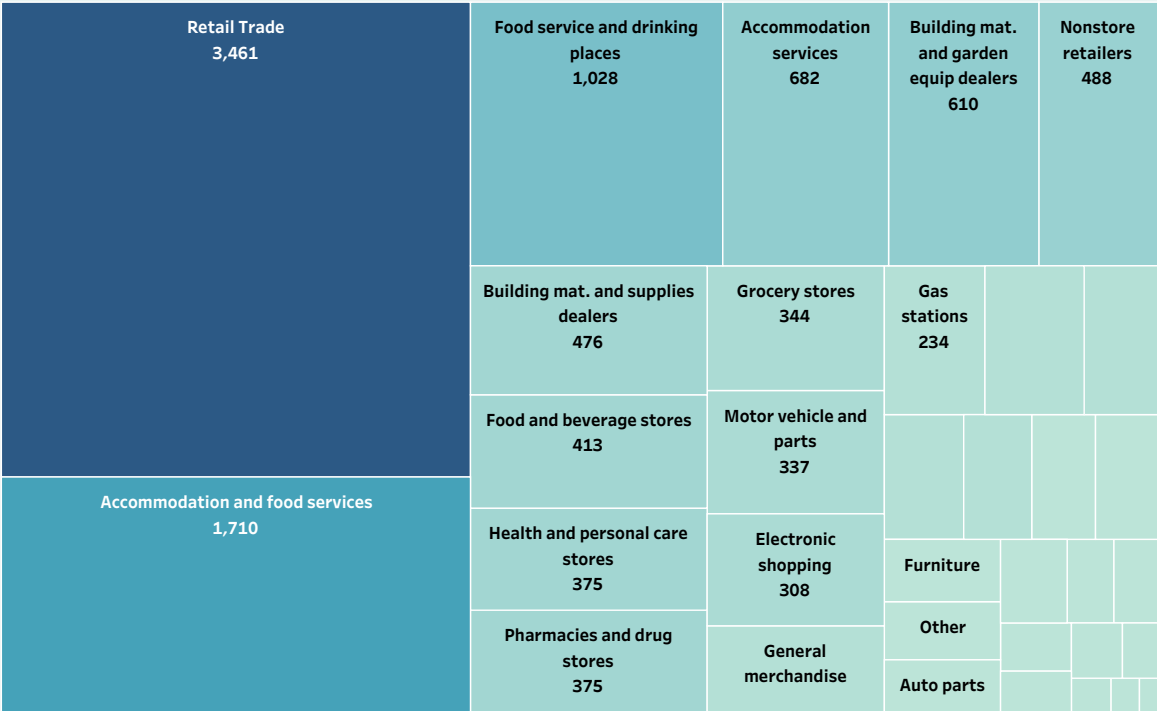 Retail Trade
3,461
Accommodation and food services
1,710
Food service and drinking
places
1,028
Accommodation
services
682
Building mat.
and garden
equip dealers
610
Nonstore
retailers
488
Building mat. and supplies
dealers
476
Food and beverage stores
413
Health and personal care
stores
375
Pharmacies and drug
stores
375
Grocery stores
344
Motor vehicle and
parts
337
Electronic
shopping
308
General
merchandise
Gas
stations
234
Furniture
Other
Auto parts